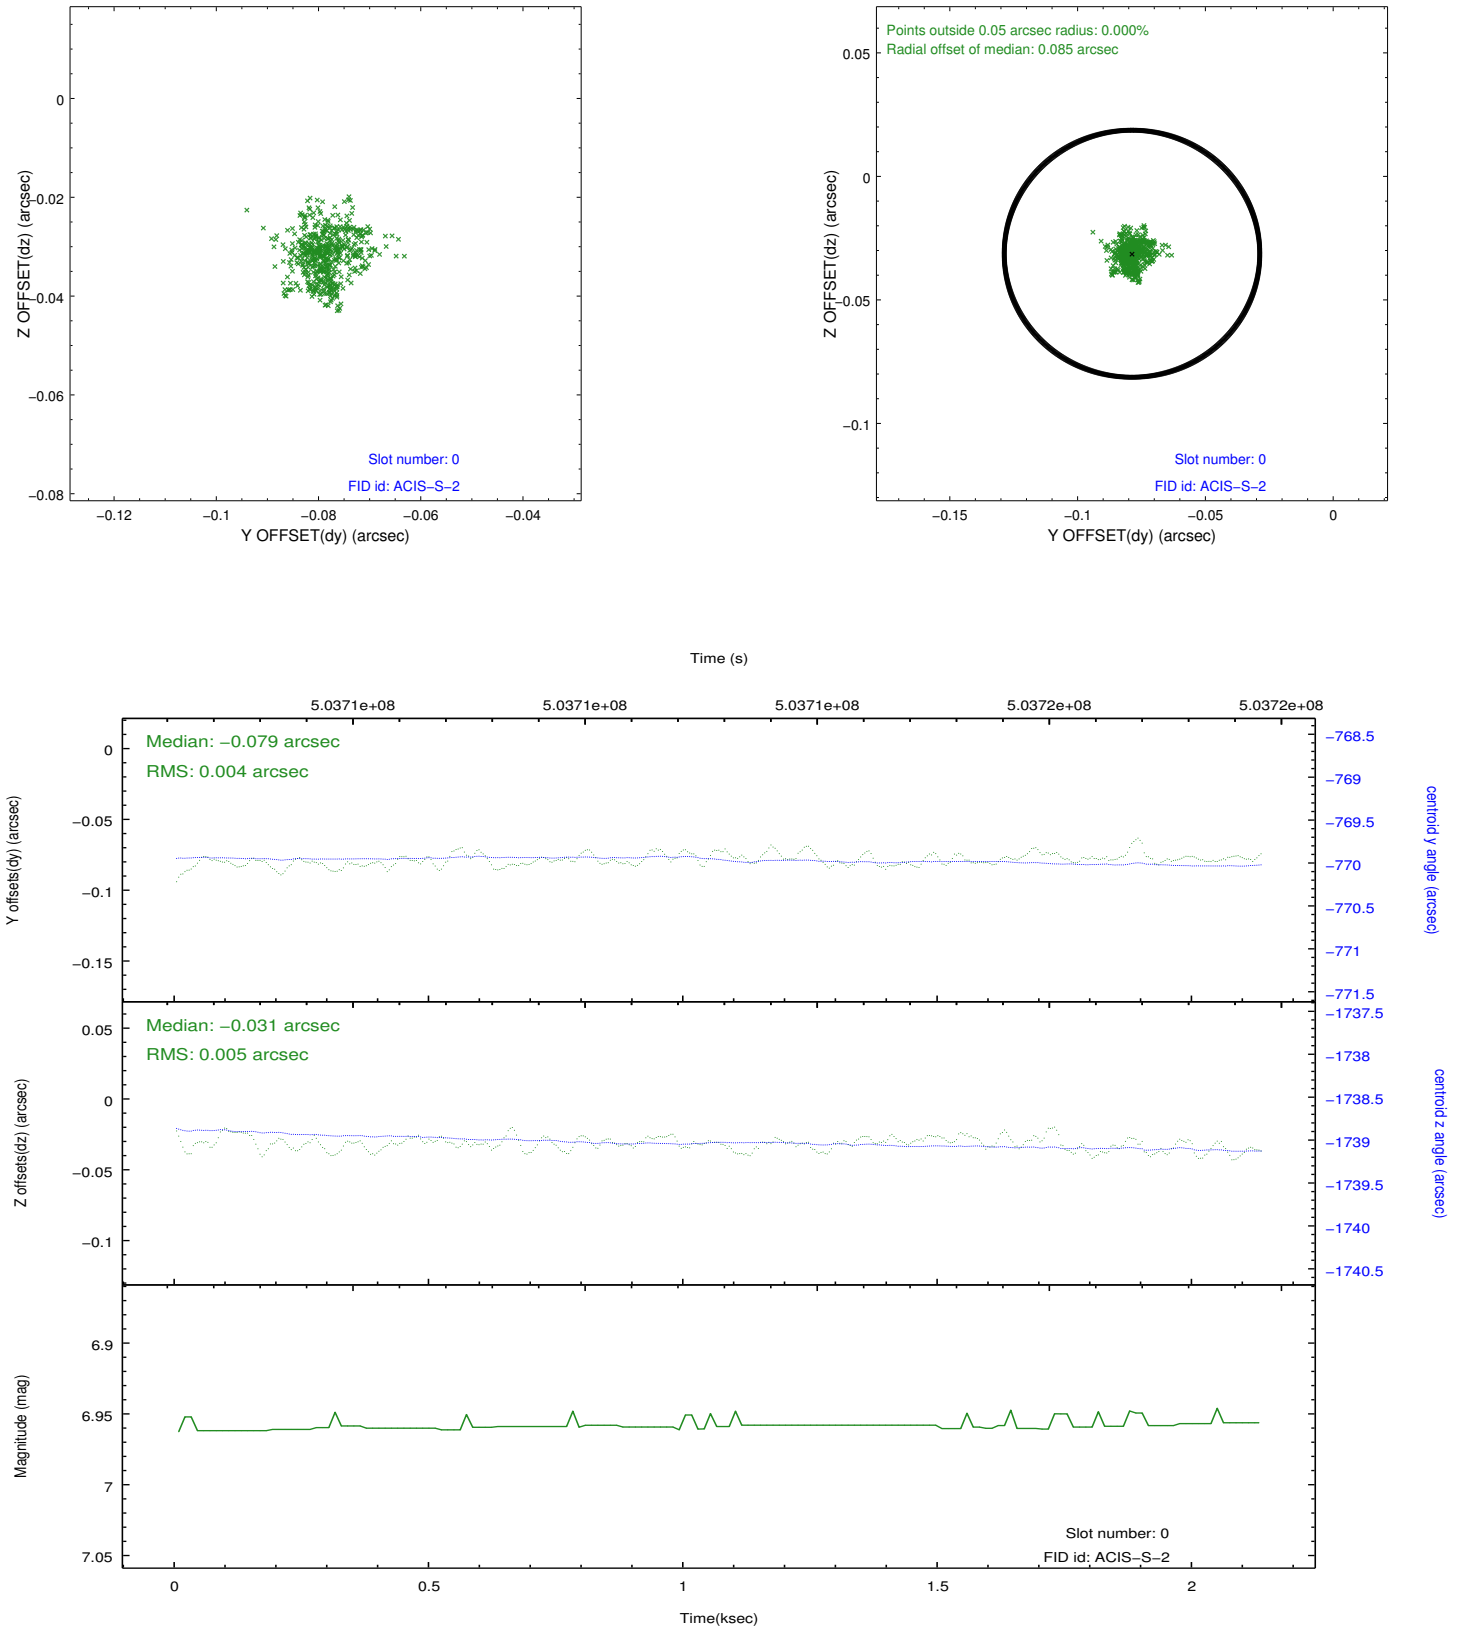 0
−0.02
−0.04
−0.06
−0.08
Z OFFSET(dz) (arcsec)
Slot number: 0
FID id: ACIS−S−2
−0.12
−0.1
−0.08
−0.06
−0.04
Y OFFSET(dy) (arcsec)
Points outside 0.05 arcsec radius: 0.000%
Radial offset of median: 0.085 arcsec
0.05
0
−0.05
−0.1
Z OFFSET(dz) (arcsec)
Slot number: 0
FID id: ACIS−S−2
−0.15
−0.1
−0.05
0
Y OFFSET(dy) (arcsec)
Time (s)
5.0371e+08
5.0371e+08
5.0371e+08
5.0372e+08
5.0372e+08
Median: −0.079 arcsec
RMS: 0.004 arcsec
0
−0.05
−0.1
−0.15
Y offsets(dy) (arcsec)
−768.5
−769
−769.5
−770
−770.5
−771
−771.5
centroid y angle (arcsec)
Median: −0.031 arcsec
RMS: 0.005 arcsec
0.05
0
−0.05
−0.1
Z offsets(dz) (arcsec)
−1737.5
−1738
−1738.5
−1739
−1739.5
−1740
−1740.5
centroid z angle (arcsec)
6.9
6.95
7
7.05
Magnitude (mag)
Slot number: 0
FID id: ACIS−S−2
0
0.5
1
1.5
2
Time(ksec)